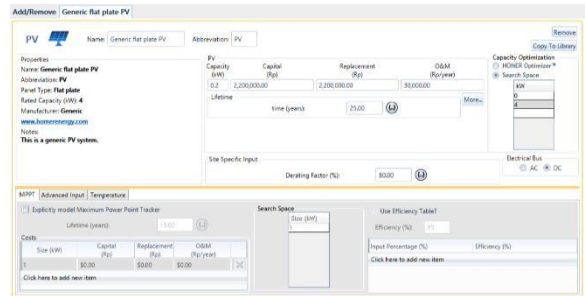 Add/Remove Generic flat plate PV
PV Name: Generic flat plate PV Abbreviation: PV Remove
Copy To Library
Properties
Name: Generic flat plate PV
Abbreviation: PV
Panel Type: Flat plate
Rated Capacity (kW): 4
Manufacturer: Generic
www.homerenergy.com
Notes:
This is a generic PV system.
PV
Capacity (kW) Capital (Rp) Replacement (Rp) O&M (Rp/year)
0.2 2,200,000.00 2,200,000.00 30,000.00
Lifetime
time (years): 25.00 More...
Site Specific Input
Derating Factor (%): 80.00
Capacity Optimization
HOMER Optimizer™
Search Space
kW
0
4
Electrical Bus
AC DC
MPPT Advanced Input Temperature
Explicitly model Maximum Power Point Tracker
Lifetime (years):
Costs
Size (kW) Capital (Rp) Replacement (Rp) O&M (Rp/year)
1 $0.00 $0.00 $0.00
Click here to add new item
Search Space
Size (kW)
1
Use Efficiency Table?
Efficiency (%): 95
Input Percentage (%) Efficiency (%)
Click here to add new item